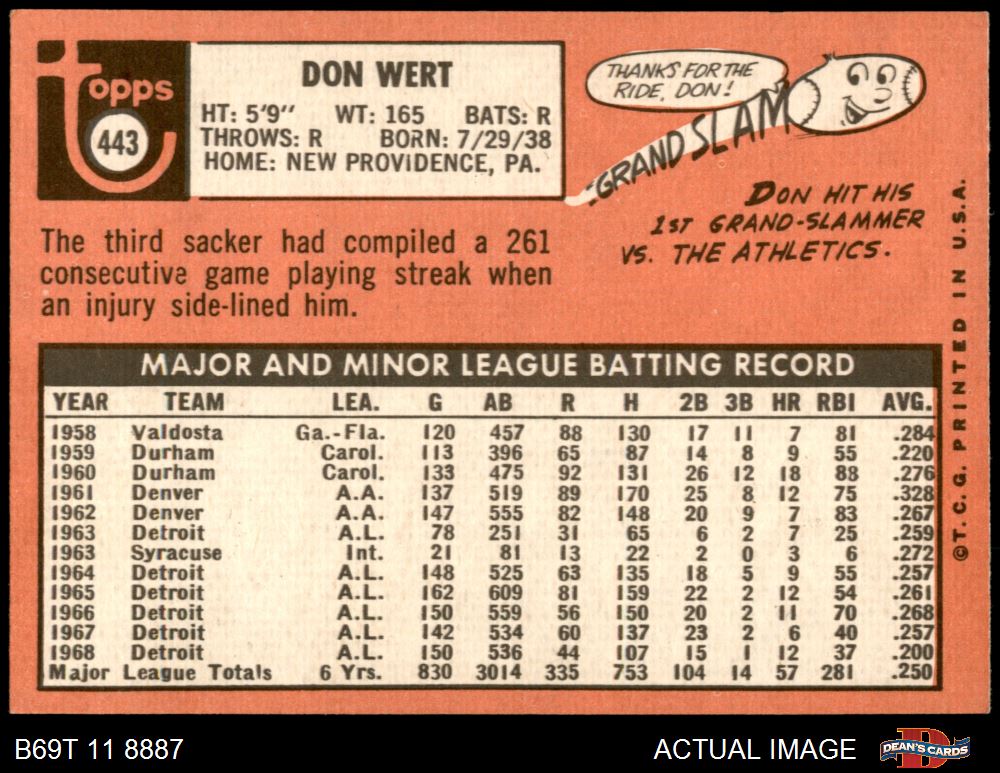 topps
443
DON WERT
HT: 5'9" WT: 165 BATS: R
THROWS: R BORN: 7/29/38
HOME: NEW PROVIDENCE, PA.
THANKS FOR THE
RIDE, DON!
GRAND SLAM
DON HIT HIS
1ST GRAND-SLAMMER
VS. THE ATHLETICS.
The third sacker had compiled a 261
consecutive game playing streak when
an injury side-lined him.
MAJOR AND MINOR LEAGUE BATTING RECORD
YEAR TEAM LEA. G AB R H 2B 3B HR RBI AVG.
1958 Valdosta Ga.-Fla. 120 457 88 130 17 11 7 81 .284
1959 Durham Carol. 113 396 65 87 14 8 9 55 .220
1960 Durham Carol. 133 475 92 131 26 12 18 88 .276
1961 Denver A.A. 137 519 89 170 25 8 12 75 .328
1962 Denver A.A. 147 555 82 148 20 9 7 83 .267
1963 Detroit A.L. 78 251 31 65 6 2 7 25 .259
1963 Syracuse Int. 21 81 13 22 2 0 3 6 .272
1964 Detroit A.L. 148 525 63 135 18 5 9 55 .257
1965 Detroit A.L. 162 609 81 159 22 2 12 54 .261
1966 Detroit A.L. 150 559 56 150 20 2 11 70 .268
1967 Detroit A.L. 142 534 60 137 23 2 6 40 .257
1968 Detroit A.L. 150 536 44 107 15 1 12 37 .200
Major League Totals 6 Yrs. 830 3014 335 753 104 14 57 281 .250
©T.C.G. PRINTED IN U.S.A.
B69T 11 8887
ACTUAL IMAGE
DEAN'S CARDS